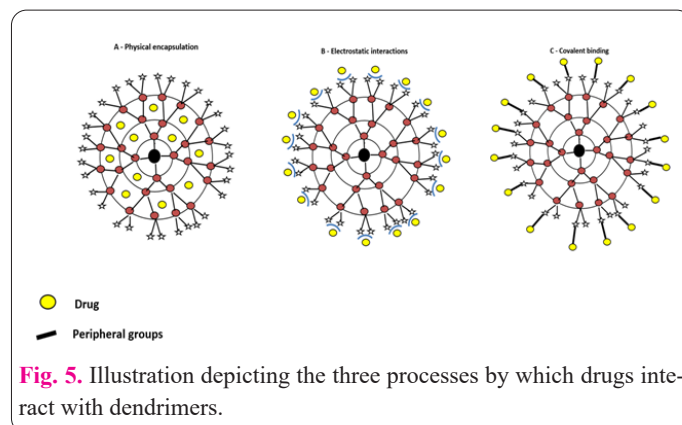 A - Physical encapsulation
B - Electrostatic interactions
C - Covalent binding
Drug
Peripheral groups
Fig. 5. Illustration depicting the three processes by which drugs inte-
ract with dendrimers.